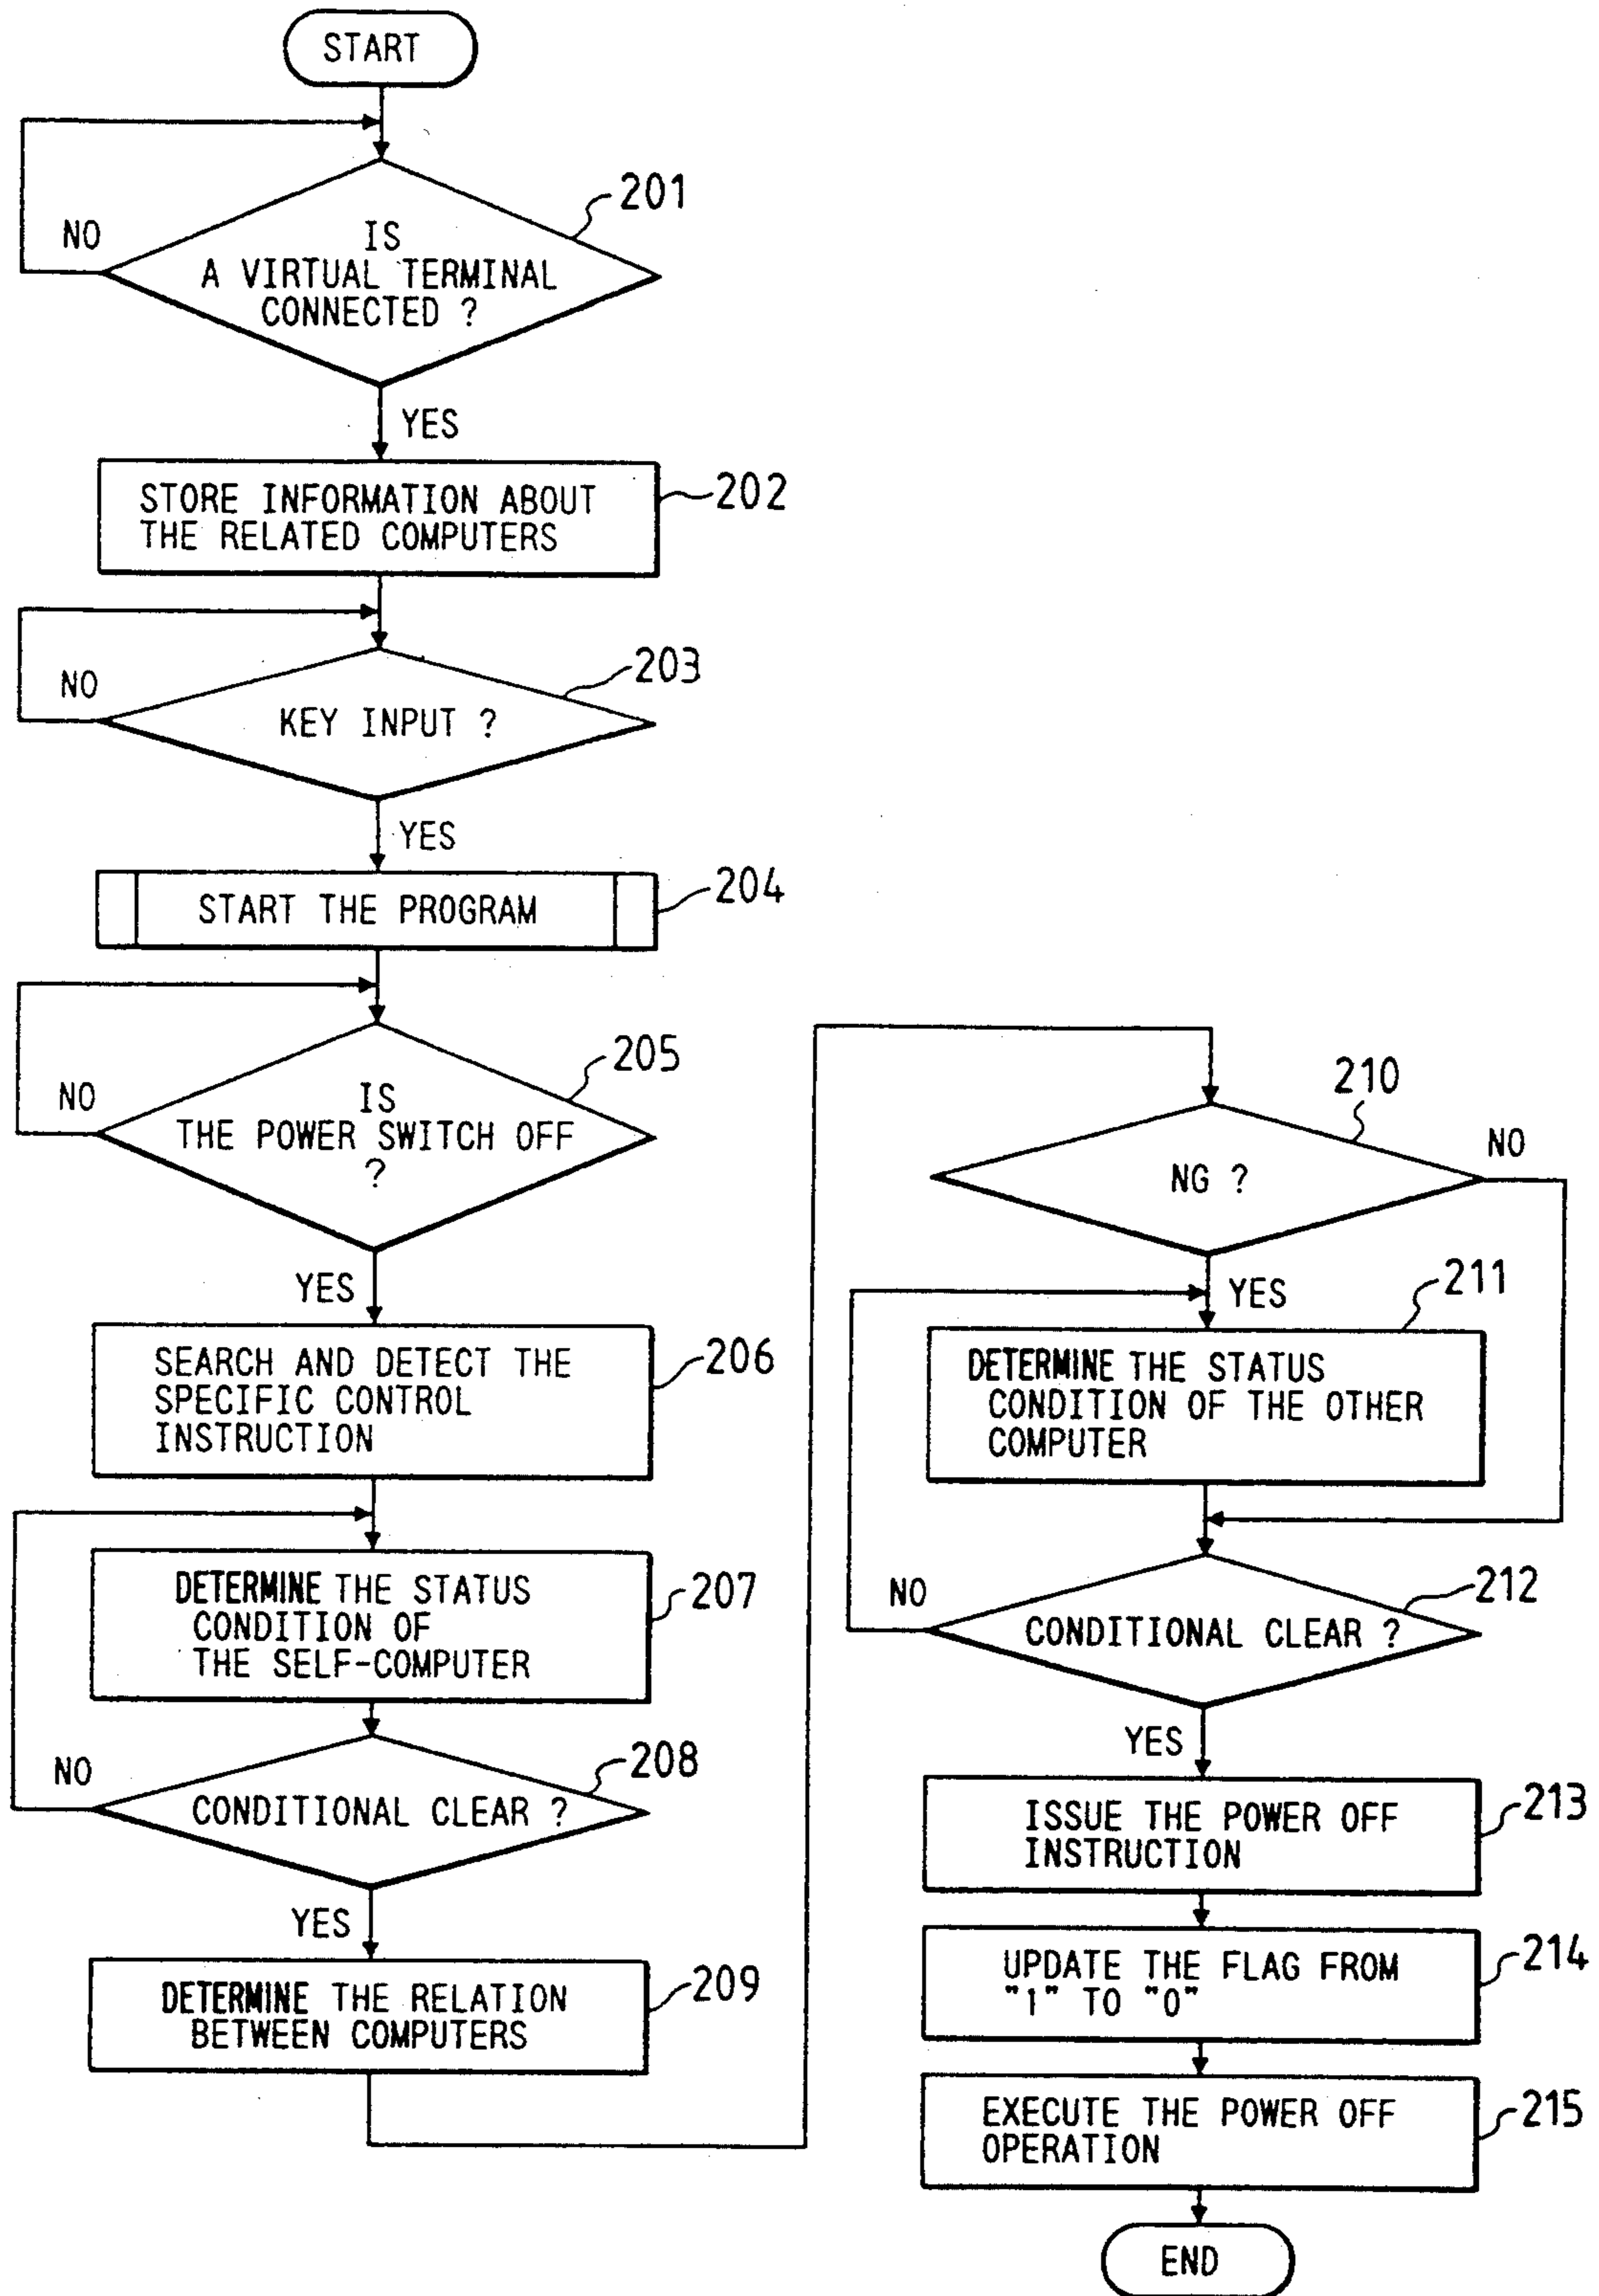 START
201
NO
IS
A VIRTUAL TERMINAL
CONNECTED ?
YES
STORE INFORMATION ABOUT
THE RELATED COMPUTERS
202
203
NO
KEY INPUT ?
YES
START THE PROGRAM
204
205
NO
IS
THE POWER SWITCH OFF
?
YES
SEARCH AND DETECT THE
SPECIFIC CONTROL
INSTRUCTION
206
DETERMINE THE STATUS
CONDITION OF
THE SELF-COMPUTER
207
208
NO
CONDITIONAL CLEAR ?
YES
DETERMINE THE RELATION
BETWEEN COMPUTERS
209
210
NO
NG ?
YES
211
DETERMINE THE STATUS
CONDITION OF THE OTHER
COMPUTER
212
NO
CONDITIONAL CLEAR ?
YES
ISSUE THE POWER OFF
INSTRUCTION
213
UPDATE THE FLAG FROM
"1" TO "0"
214
EXECUTE THE POWER OFF
OPERATION
215
END